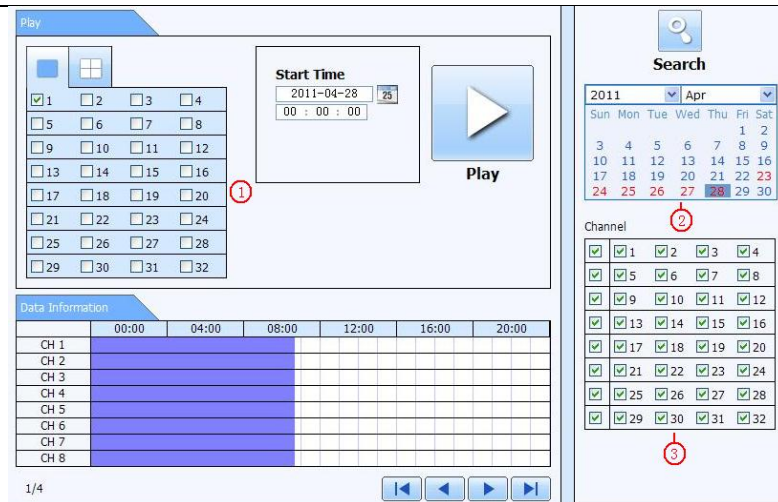 Play
1 2 3 4
5 6 7 8
9 10 11 12
13 14 15 16
17 18 19 20
21 22 23 24
25 26 27 28
29 30 31 32
1
Start Time
2011-04-28 25
00 : 00 : 00
Play
Data Information
00:00 04:00 08:00 12:00 16:00 20:00
CH 1
CH 2
CH 3
CH 4
CH 5
CH 6
CH 7
CH 8
1/4
Search
2011 Apr
Sun Mon Tue Wed Thu Fri Sat
1 2
3 4 5 6 7 8 9
10 11 12 13 14 15 16
17 18 19 20 21 22 23
24 25 26 27 28 29 30
2
Channel
1 2 3 4
5 6 7 8
9 10 11 12
13 14 15 16
17 18 19 20
21 22 23 24
25 26 27 28
29 30 31 32
3